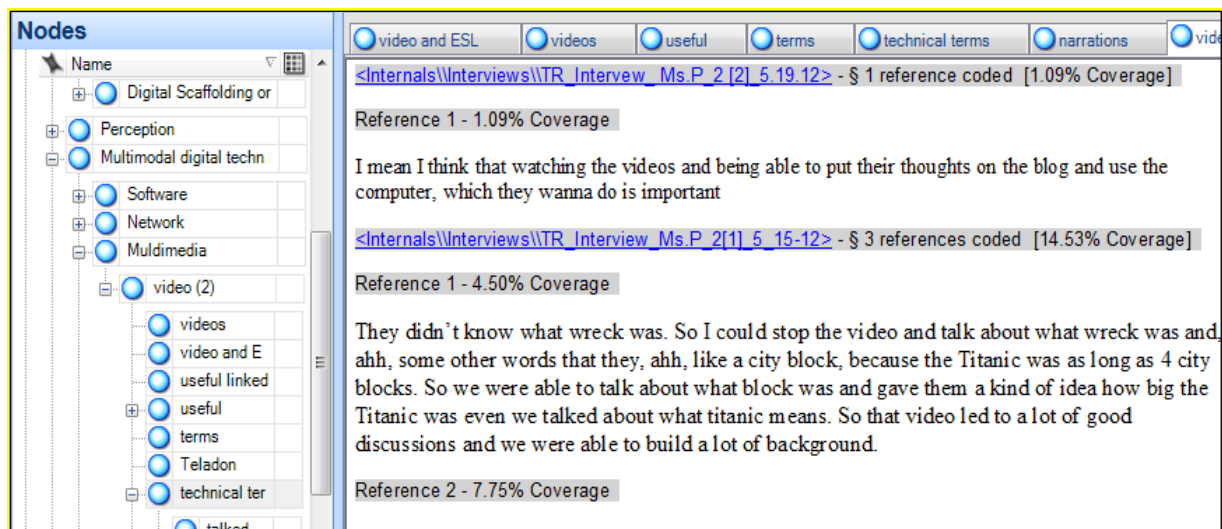 Nodes
Name
Digital Scaffolding or
Perception
Multimodal digital techn
Software
Network
Muldimedia
video (2)
videos
video and E
useful linked
useful
terms
Teladon
technical ter
talked
video and ESL videos useful terms technical terms narrations vide
<Internals\\Interviews\\TR_Intervew_Ms.P_2 [2]_5.19.12> - § 1 reference coded [1.09% Coverage]
Reference 1 - 1.09% Coverage
I mean I think that watching the videos and being able to put their thoughts on the blog and use the
computer, which they wanna do is important
<Internals\\Interviews\\TR_Interview_Ms.P_2[1]_5_15-12> - § 3 references coded [14.53% Coverage]
Reference 1 - 4.50% Coverage
They didn’t know what wreck was. So I could stop the video and talk about what wreck was and,
ahh, some other words that they, ahh, like a city block, because the Titanic was as long as 4 city
blocks. So we were able to talk about what block was and gave them a kind of idea how big the
Titanic was even we talked about what titanic means. So that video led to a lot of good
discussions and we were able to build a lot of background.
Reference 2 - 7.75% Coverage